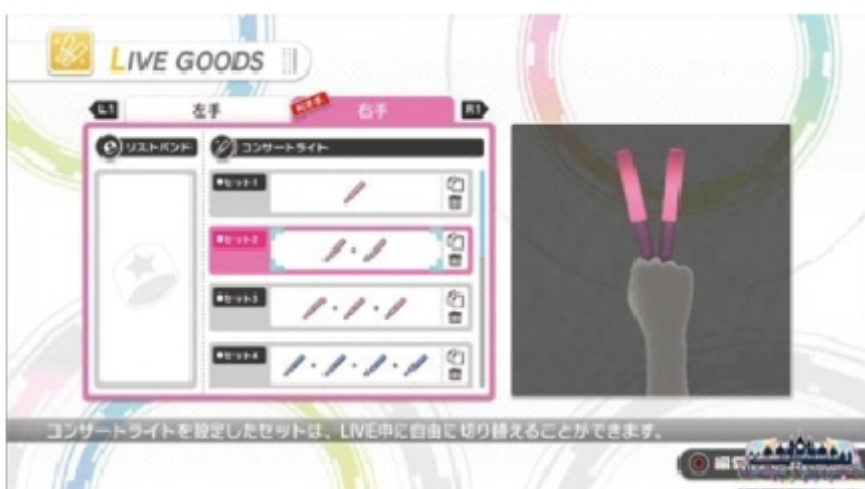 LIVE GOODS
L1
左手
利き手
右手
R1
リストバンド
コンサートライト
セット1
セット2
セット3
セット4
コンサートライトを設定したセットは、LIVE中に自由に切り替えることができます。